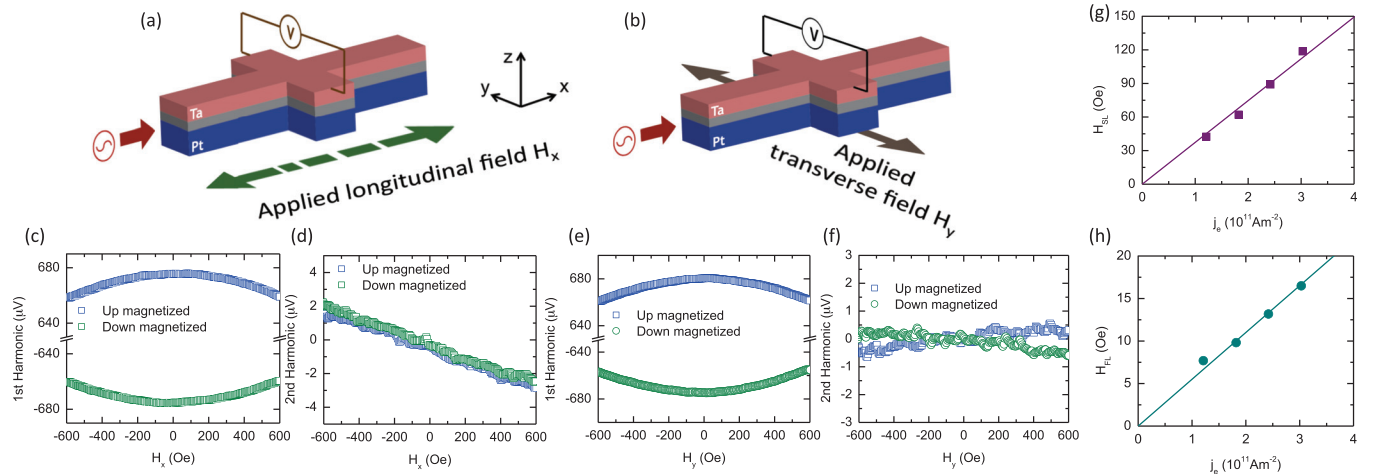 (a)
V
Ta
Pt
Applied longitudinal field Hx
z
y
x
(b)
V
Ta
Pt
Applied
transverse field Hy
(c)
680
640
-640
-680
1st Harmonic (µV)
Up magnetized
Down magnetized
-600 -400 -200 0 200 400 600
Hx (Oe)
(d)
4
2
0
-2
-4
2nd Harmonic (µV)
Up magnetized
Down magnetized
-600 -400 -200 0 200 400 600
Hx (Oe)
(e)
680
640
-640
-680
1st Harmonic (µV)
Up magnetized
Down magnetized
-600 -400 -200 0 200 400 600
Hy (Oe)
(f)
3
2
1
0
-1
-2
-3
2nd Harmonic (µV)
Up magnetized
Down magnetized
-600 -400 -200 0 200 400 600
Hy (Oe)
(g)
150
120
90
60
30
0
HSL (Oe)
0 1 2 3 4
je (10¹¹Am⁻²)
(h)
20
15
10
5
0
HFL (Oe)
0 1 2 3 4
je (10¹¹Am⁻²)